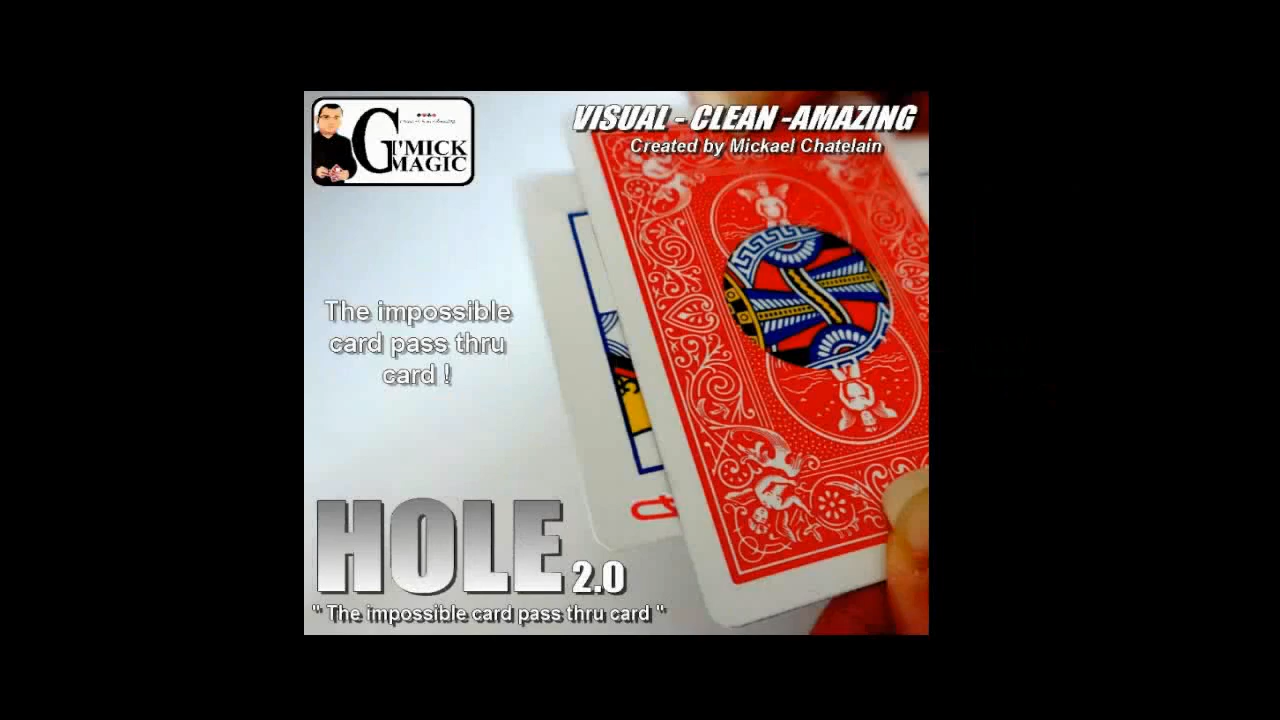 G'MICK
MAGIC
VISUAL - CLEAN -AMAZING
Created by Mickael Chatelain
The impossible
card pass thru
card !
HOLE 2.0
" The impossible card pass thru card "